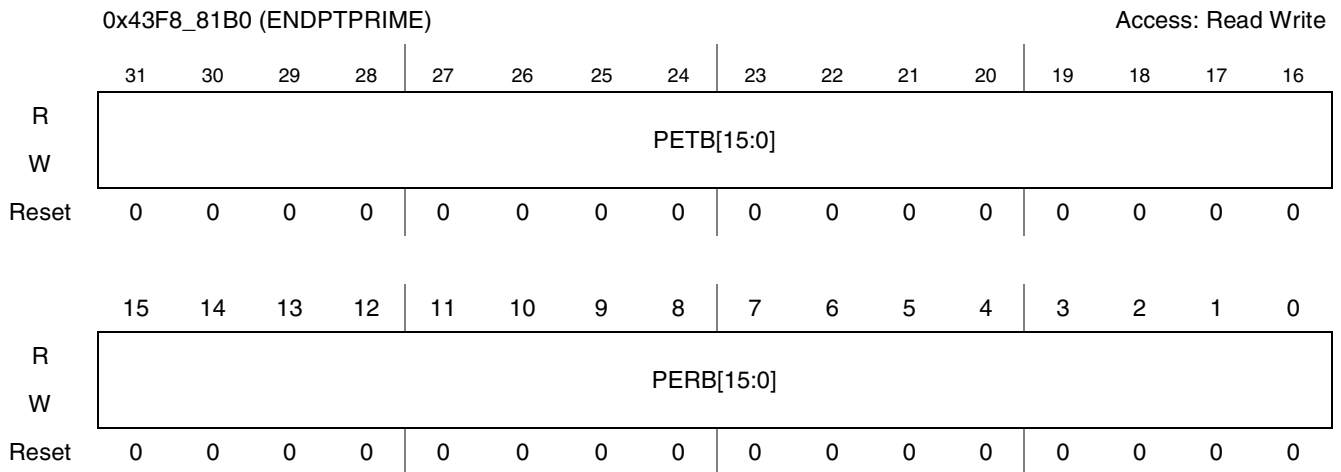 0x43F8_81B0 (ENDPTPRIME) Access: Read Write
31 30 29 28 27 26 25 24 23 22 21 20 19 18 17 16
R
PETB[15:0]
W
Reset 0 0 0 0 0 0 0 0 0 0 0 0 0 0 0 0
15 14 13 12 11 10 9 8 7 6 5 4 3 2 1 0
R
PERB[15:0]
W
Reset 0 0 0 0 0 0 0 0 0 0 0 0 0 0 0 0